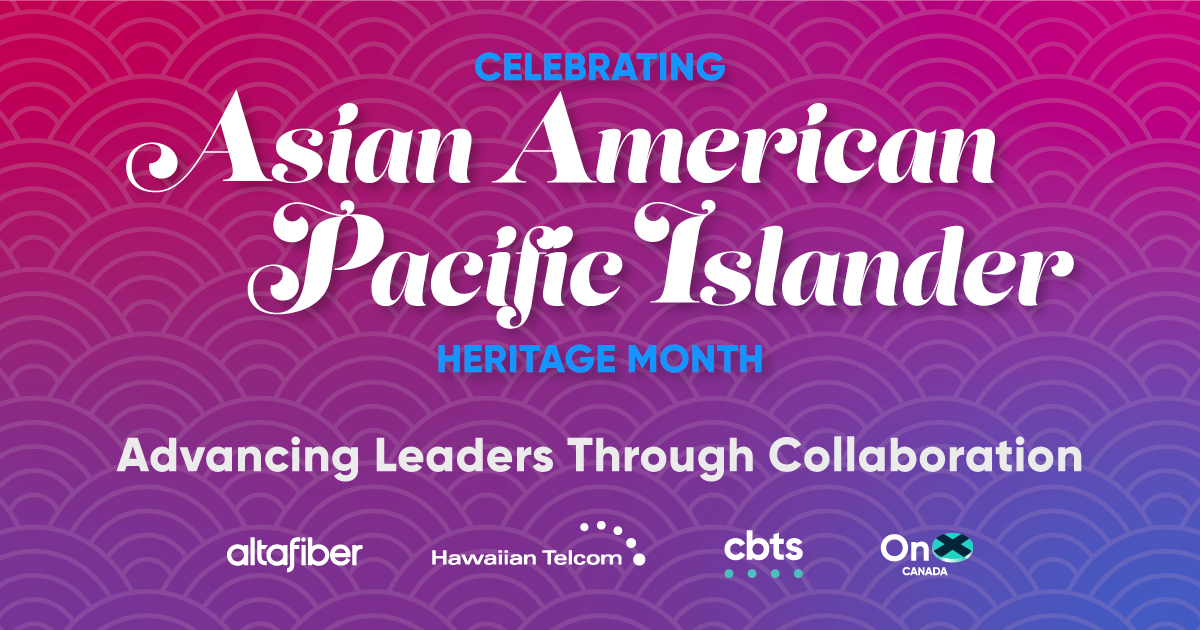 CELEBRATING
Asian American
Pacific Islander
HERITAGE MONTH
Advancing Leaders Through Collaboration
altafiber
Hawaiian Telcom
cbts
OnX
CANADA